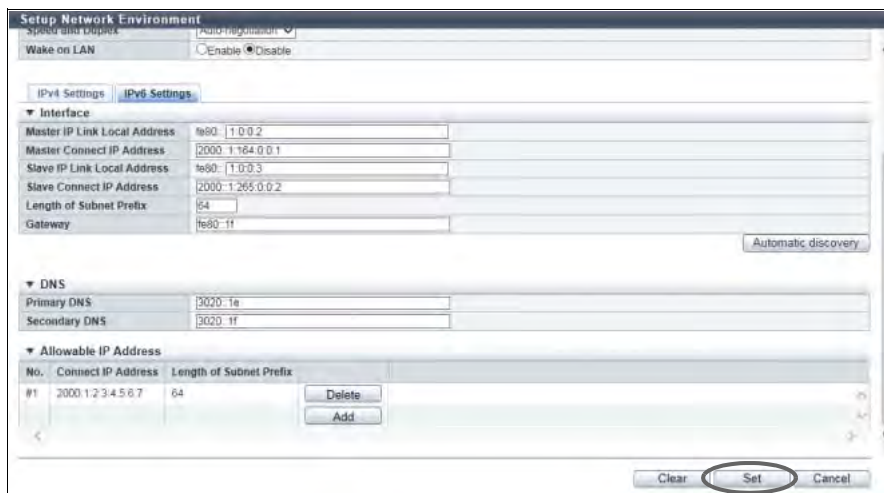 Setup Network Environment
Speed and Duplex Auto-negotiation
Wake on LAN Enable Disable
IPv4 Settings IPv6 Settings
Interface
Master IP Link Local Address fe80:: 1:0:0:2
Master Connect IP Address 2000::1:164:0:0:1
Slave IP Link Local Address fe80:: 1:0:0:3
Slave Connect IP Address 2000::1:265:0:0:2
Length of Subnet Prefix 64
Gateway fe80::1f
Automatic discovery
DNS
Primary DNS 3020::1e
Secondary DNS 3020::1f
Allowable IP Address
No. Connect IP Address Length of Subnet Prefix
#1 2000:1:2:3:4:5:6:7 64 Delete
Add
Clear Set Cancel